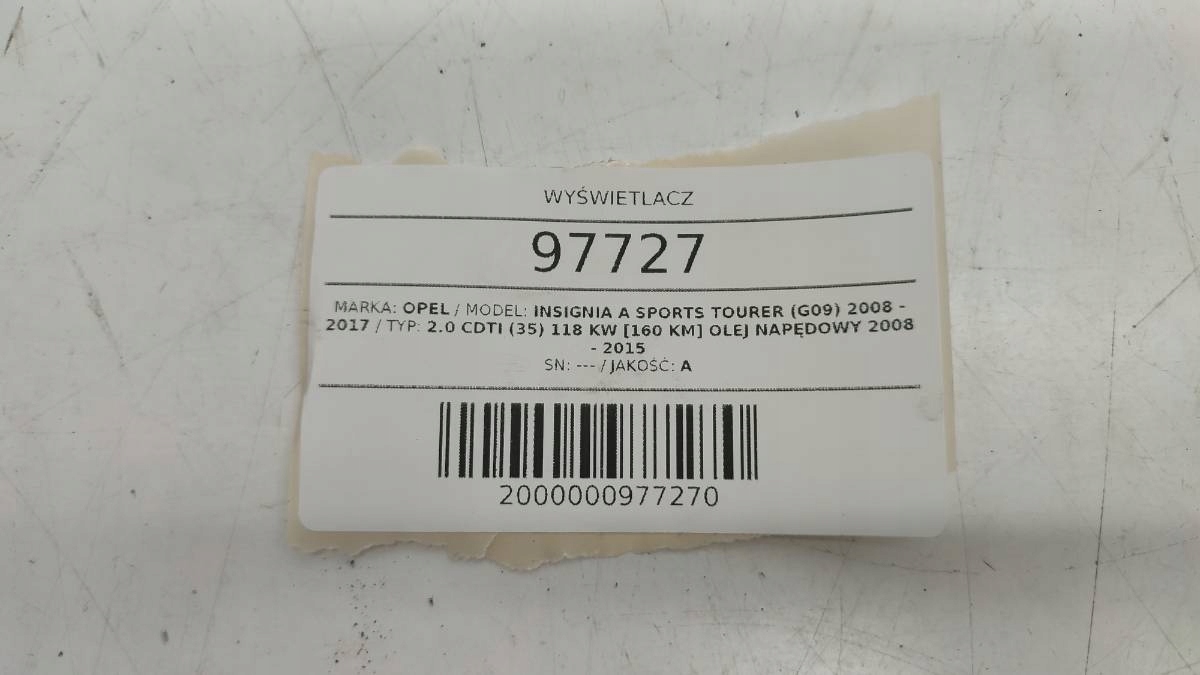 WYŚWIETLACZ
97727
MARKA: OPEL / MODEL: INSIGNIA A SPORTS TOURER (G09) 2008 -
2017 / TYP: 2.0 CDTI (35) 118 KW [160 KM] OLEJ NAPĘDOWY 2008
- 2015
SN: --- / JAKOŚĆ: A
2000000977270